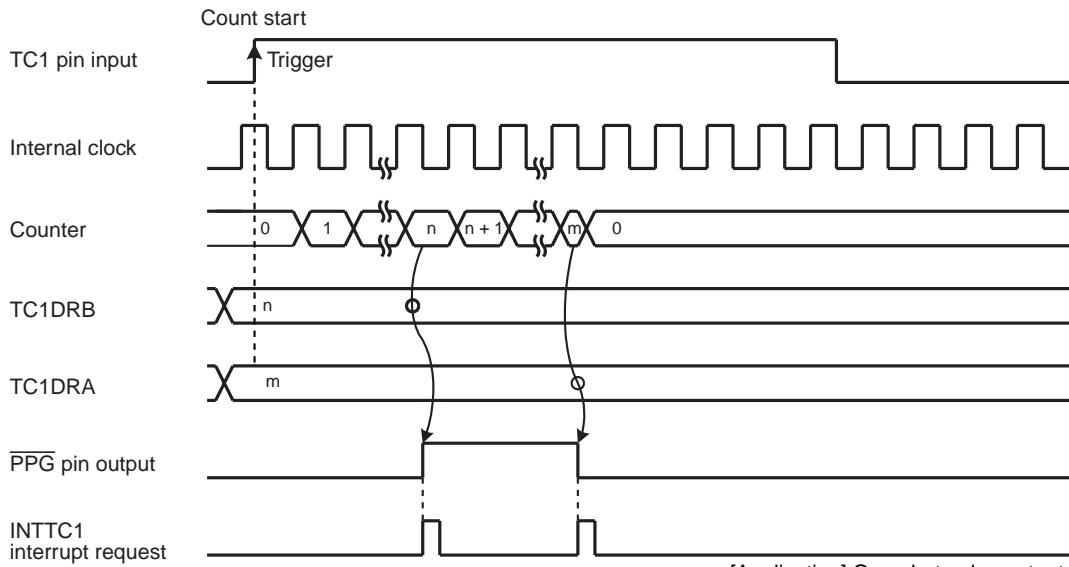 Count start
TC1 pin input
Trigger
Internal clock
Counter
0 1 n n + 1 m 0
TC1DRB
n
TC1DRA
m
PPG pin output
INTTC1
interrupt request